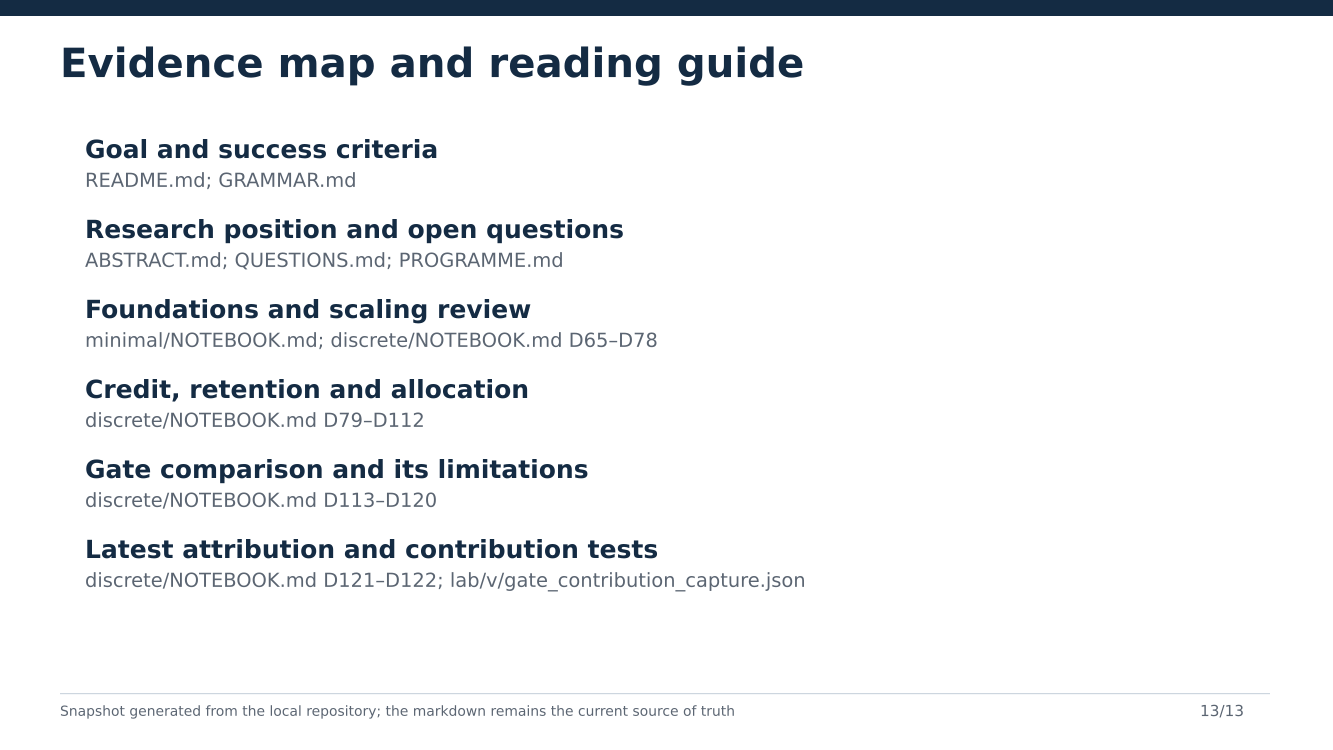 Evidence map and reading guide
Goal and success criteria
README.md; GRAMMAR.md
Research position and open questions
ABSTRACT.md; QUESTIONS.md; PROGRAMME.md
Foundations and scaling review
minimal/NOTEBOOK.md; discrete/NOTEBOOK.md D65–D78
Credit, retention and allocation
discrete/NOTEBOOK.md D79–D112
Gate comparison and its limitations
discrete/NOTEBOOK.md D113–D120
Latest attribution and contribution tests
discrete/NOTEBOOK.md D121–D122; lab/v/gate_contribution_capture.json
Snapshot generated from the local repository; the markdown remains the current source of truth
13/13